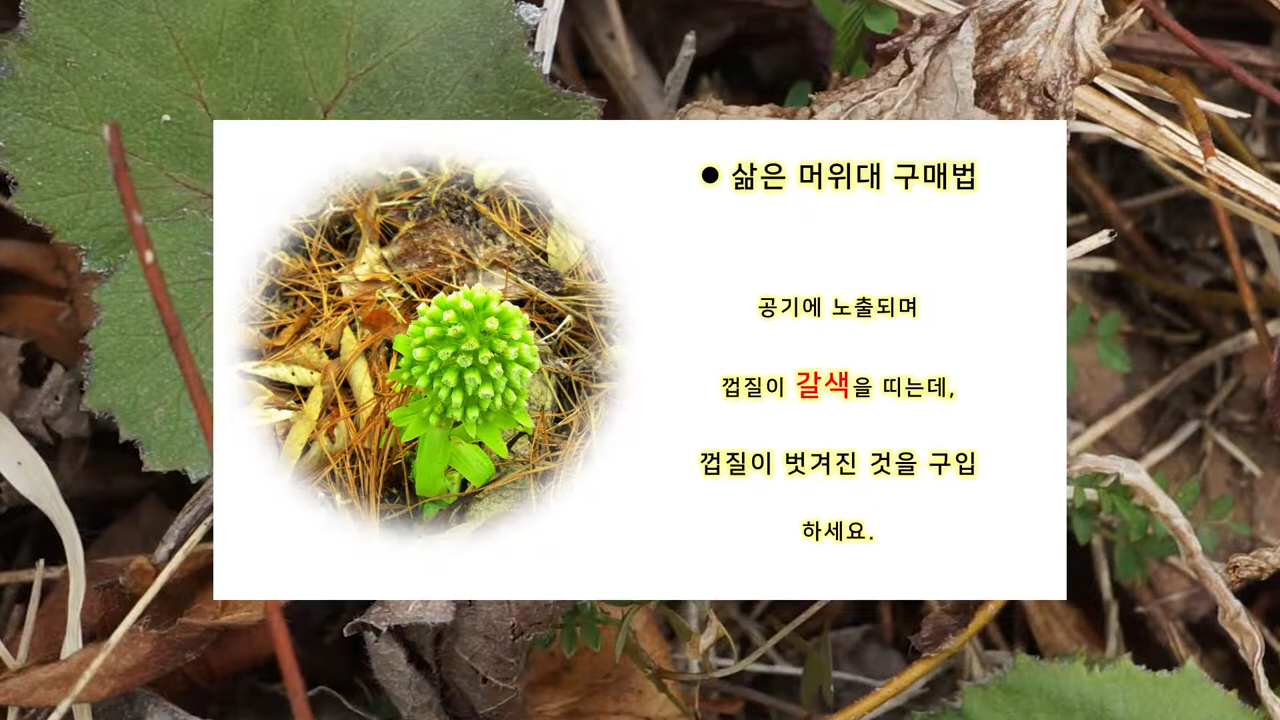 ● 삶은 머위대 구매법
공기에 노출되며
껍질이 갈색을 띠는데,
껍질이 벗겨진 것을 구입
하세요.